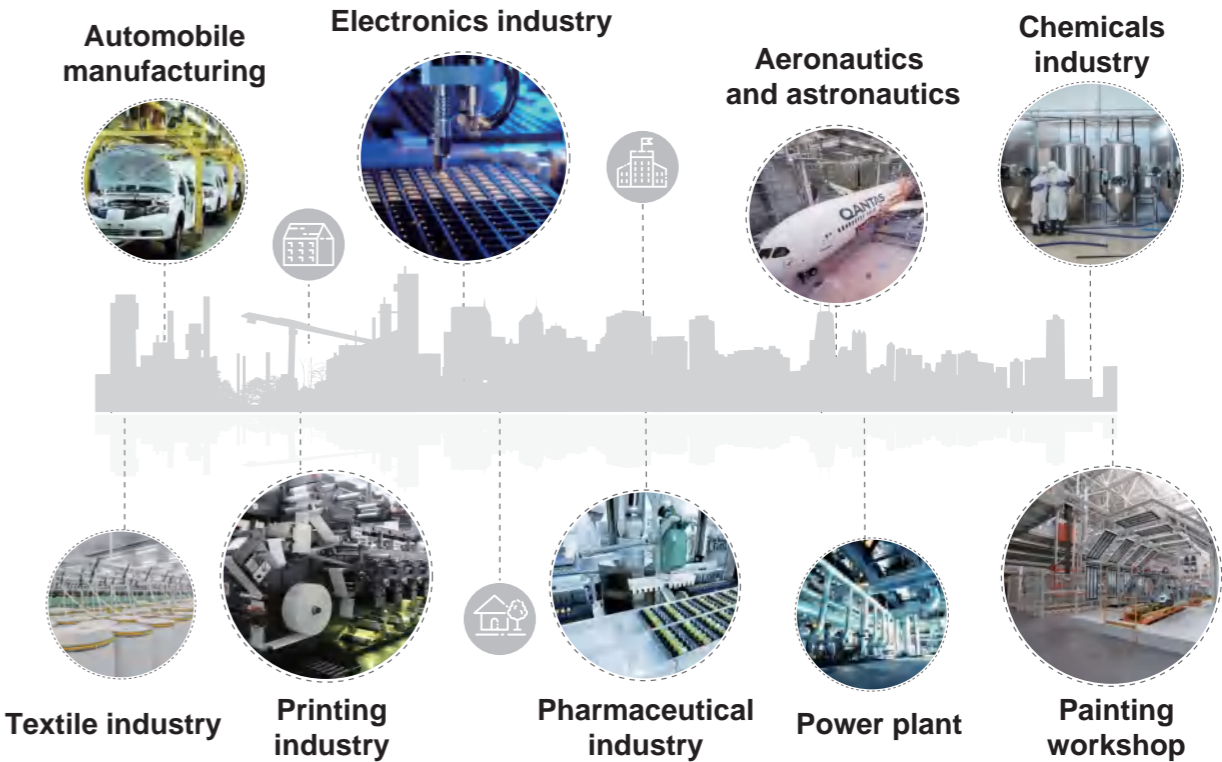 Electronics industry
Automobile
manufacturing
Aeronautics
and astronautics
Chemicals
industry
QANTAS
Textile industry
Printing
industry
Pharmaceutical
industry
Power plant
Painting
workshop